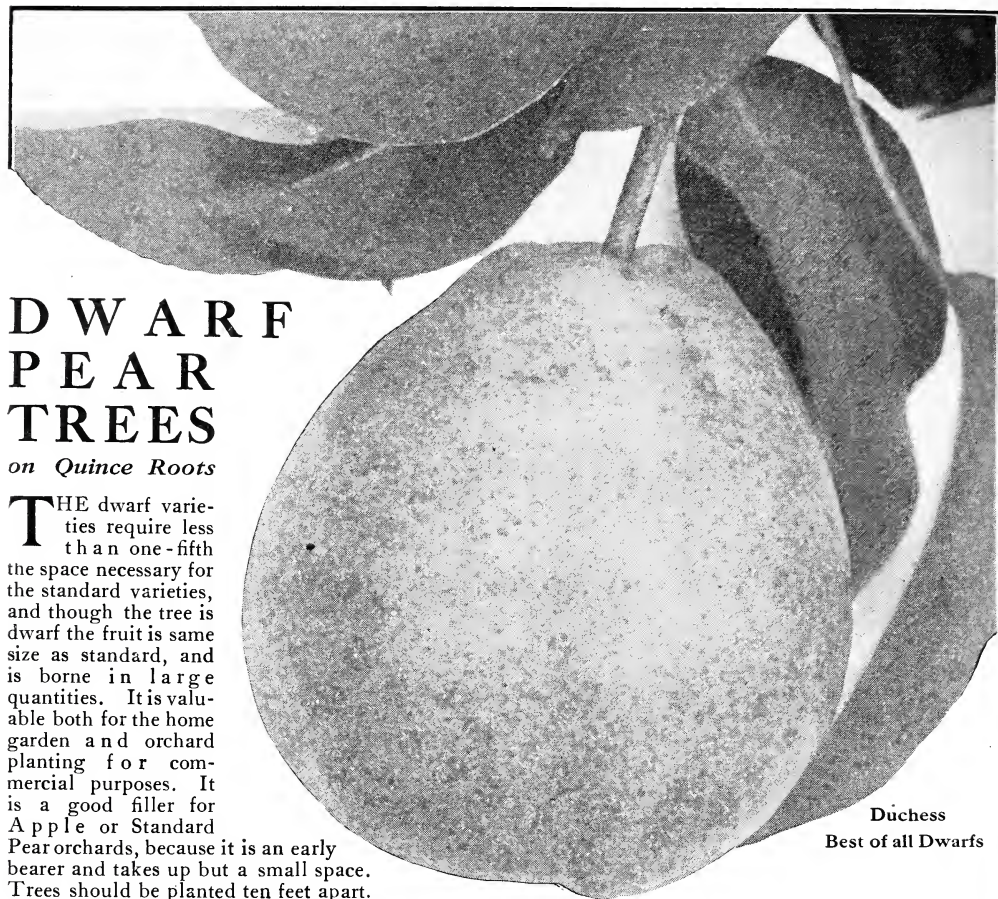 DWARF
PEAR
TREES
on Quince Roots
THE dwarf varie-
ties require less
than one-fifth
the space necessary for
the standard varieties,
and though the tree is
dwarf the fruit is same
size as standard, and
is borne in large
quantities. It is valu-
able both for the home
garden and orchard
planting for com-
mercial purposes. It
is a good filler for
Apple or Standard
Pear orchards, because it is an early
bearer and takes up but a small space.
Trees should be planted ten feet apart.
Duchess
Best of all Dwarfs